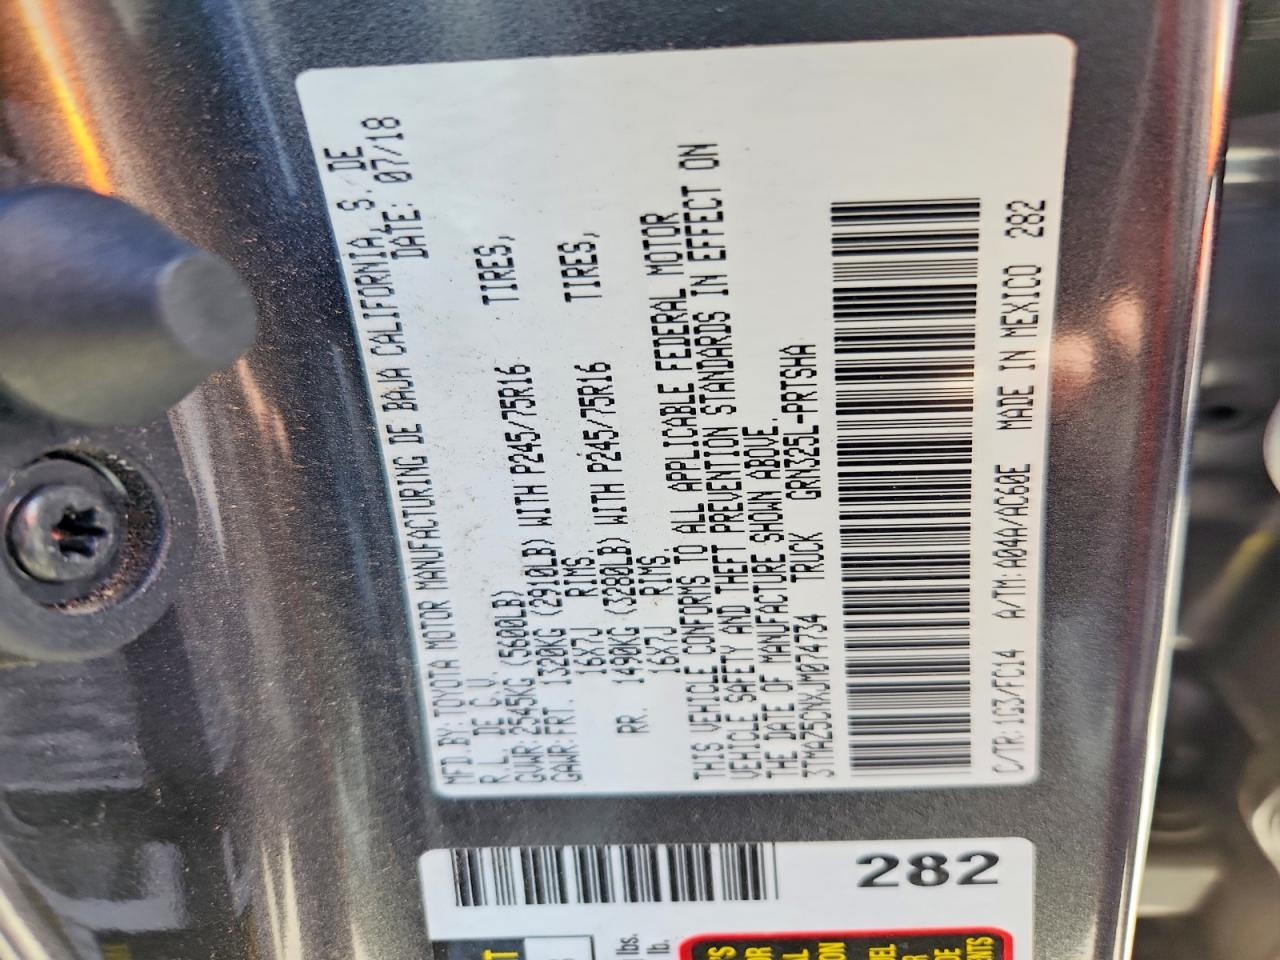 MFD.BY:TOYOTA MOTOR MANUFACTURING DE BAJA CALIFORNIA, S. DE
R.L. DE C.V. DATE: 07/18
GVWR:2545KG (5600LB)
GAWR:FRT. 1320KG (2910LB) WITH P245/75R16 TIRES,
16X7J RIMS.
RR. 1490KG (3280LB) WITH P245/75R16 TIRES,
16X7J RIMS.
THIS VEHICLE CONFORMS TO ALL APPLICABLE FEDERAL MOTOR
VEHICLE SAFETY AND THEFT PREVENTION STANDARDS IN EFFECT ON
THE DATE OF MANUFACTURE SHOWN ABOVE.
3TMAZ5CNXJM074734 TRUCK GRN325L-PRTSHA
C/TR:1G3/FC14 A/TM:A04A/AC60E MADE IN MEXICO 282
282
lbs.
lb.